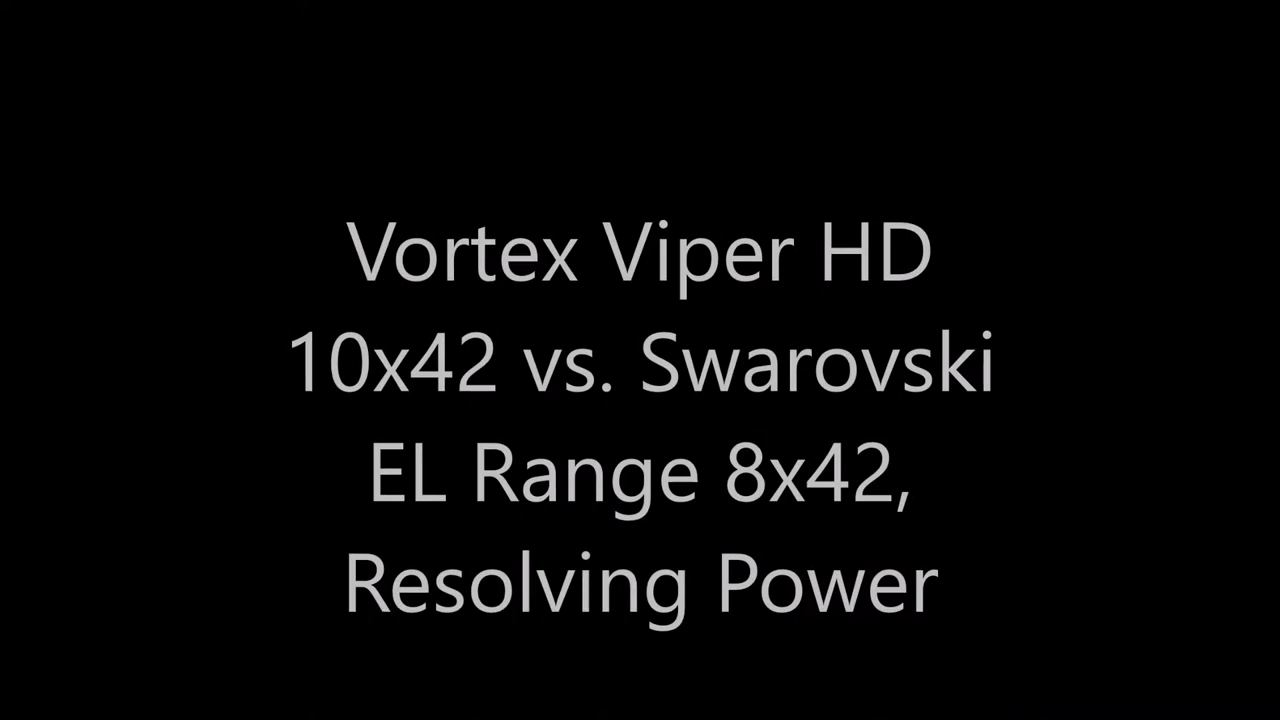 Vortex Viper HD
10x42 vs. Swarovski
EL Range 8x42,
Resolving Power